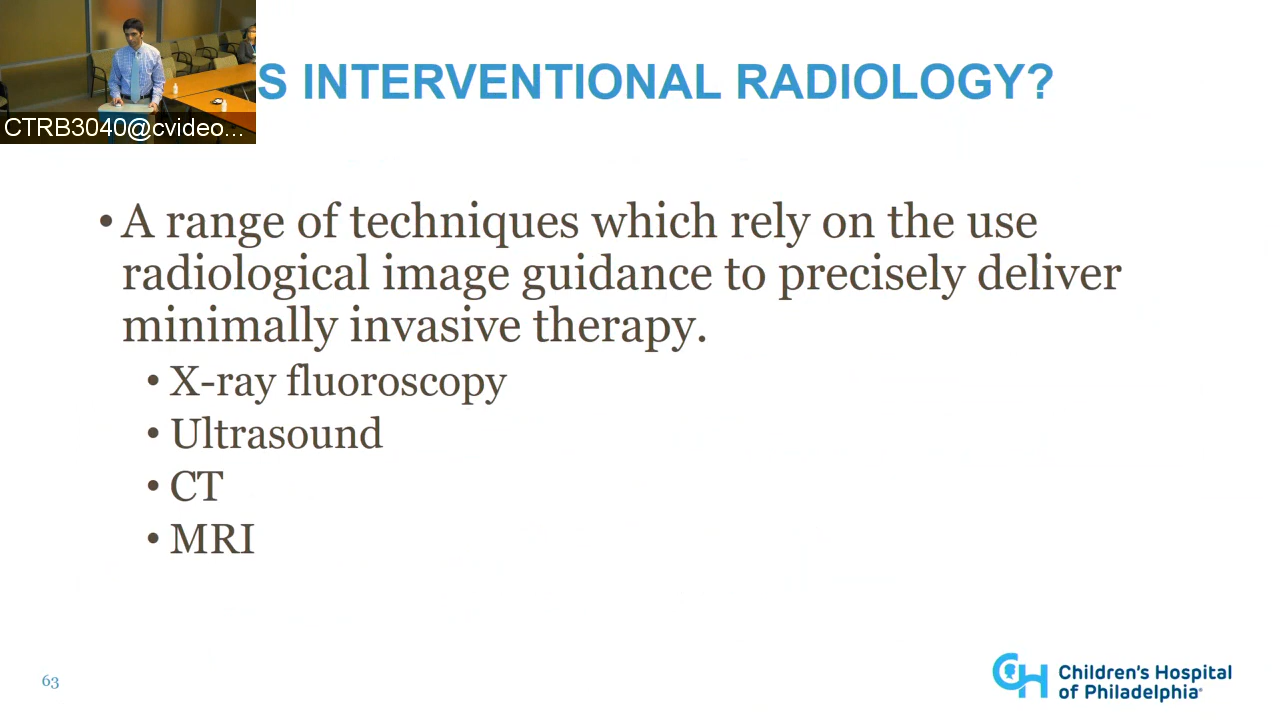 S INTERVENTIONAL RADIOLOGY?
CTRB3040@cvideo...
• A range of techniques which rely on the use
radiological image guidance to precisely deliver
minimally invasive therapy.
• X-ray fluoroscopy
• Ultrasound
• CT
• MRI
63
CH
Children's Hospital
of Philadelphia